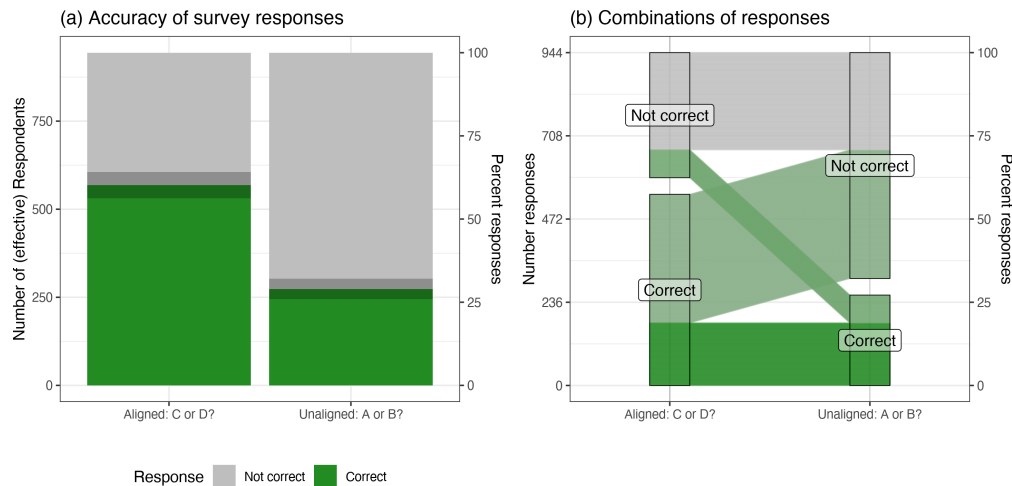 (a) Accuracy of survey responses
Number of (effective) Respondents
750
500
250
0
100
75
50
25
0
Percent responses
Aligned: C or D?
Unaligned: A or B?
Response
Not correct
Correct
(b) Combinations of responses
Number responses
944
708
472
236
0
Not correct
Correct
Not correct
Correct
100
75
50
25
0
Percent responses
Aligned: C or D?
Unaligned: A or B?